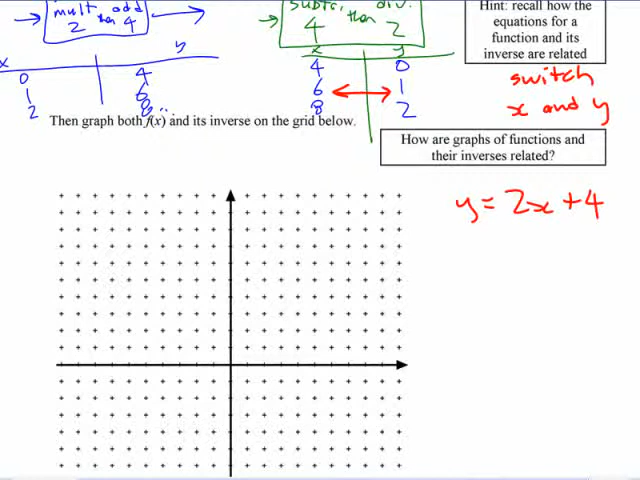 mult then add
2 4
x y
0 4
1 6
2 8 ..
subtr. then div.
4 2
x y
4 0
6 1
8 2
Hint: recall how the
equations for a
function and its
inverse are related
switch
x and y
Then graph both f(x) and its inverse on the grid below.
How are graphs of functions and
their inverses related?
y = 2x + 4